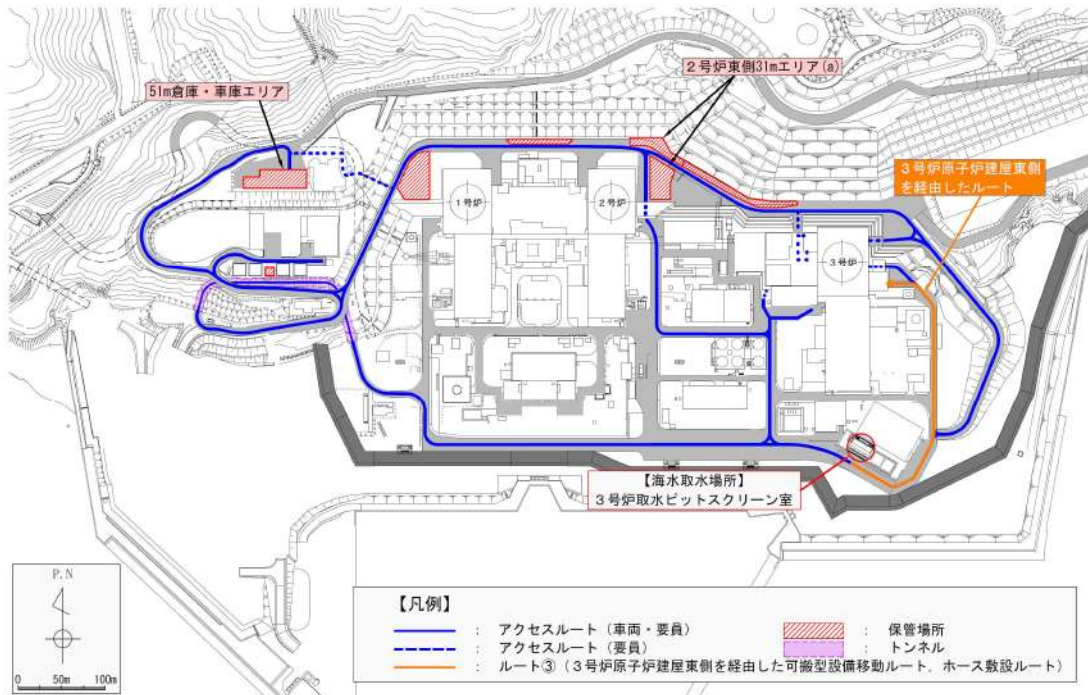 2号炉東側31mエリア(a)
51m倉庫・車庫エリア
3号炉原子炉建屋東側
を経由したルート
1号炉
2号炉
3号炉
【海水取水場所】
3号炉取水ピットスクリーン室
P.N
0 50m 100m
【凡例】
: アクセスルート(車両・要員)
: 保管場所
: アクセスルート(要員)
: トンネル
: ルート③(3号炉原子炉建屋東側を経由した可搬型設備移動ルート,ホース敷設ルート)